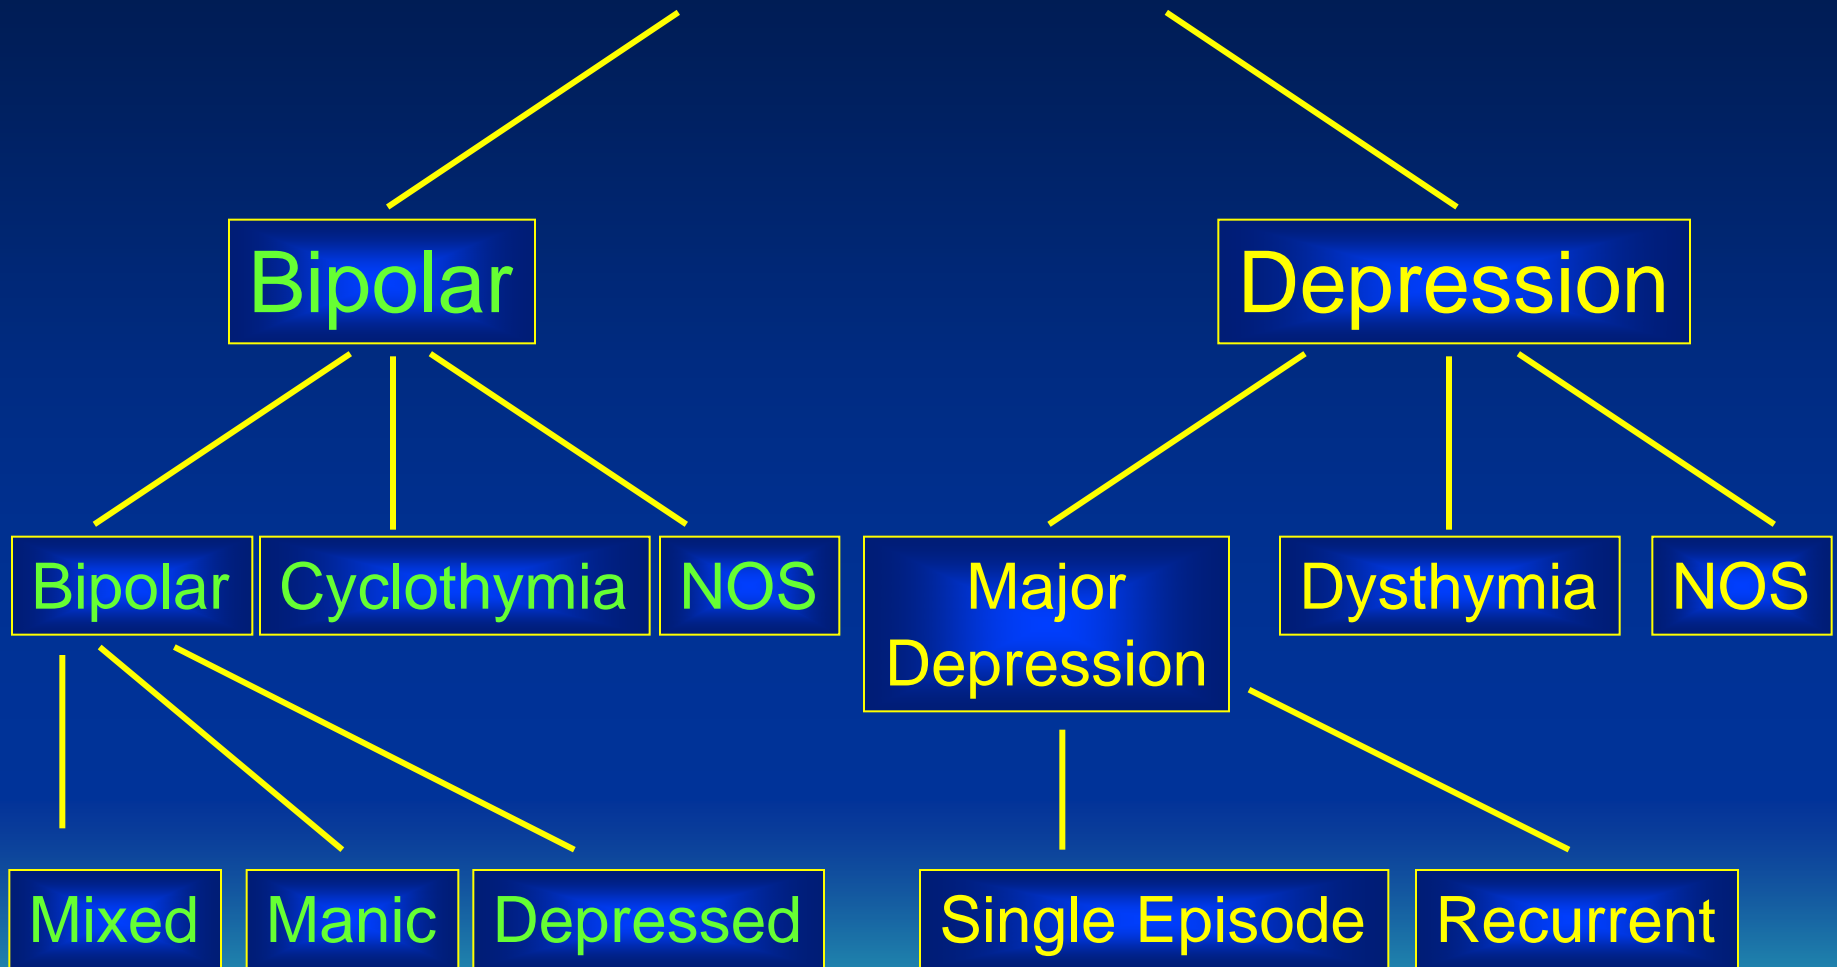 Bipolar
Depression
Bipolar
Cyclothymia
NOS
Major
Depression
Dysthymia
NOS
Mixed
Manic
Depressed
Single Episode
Recurrent